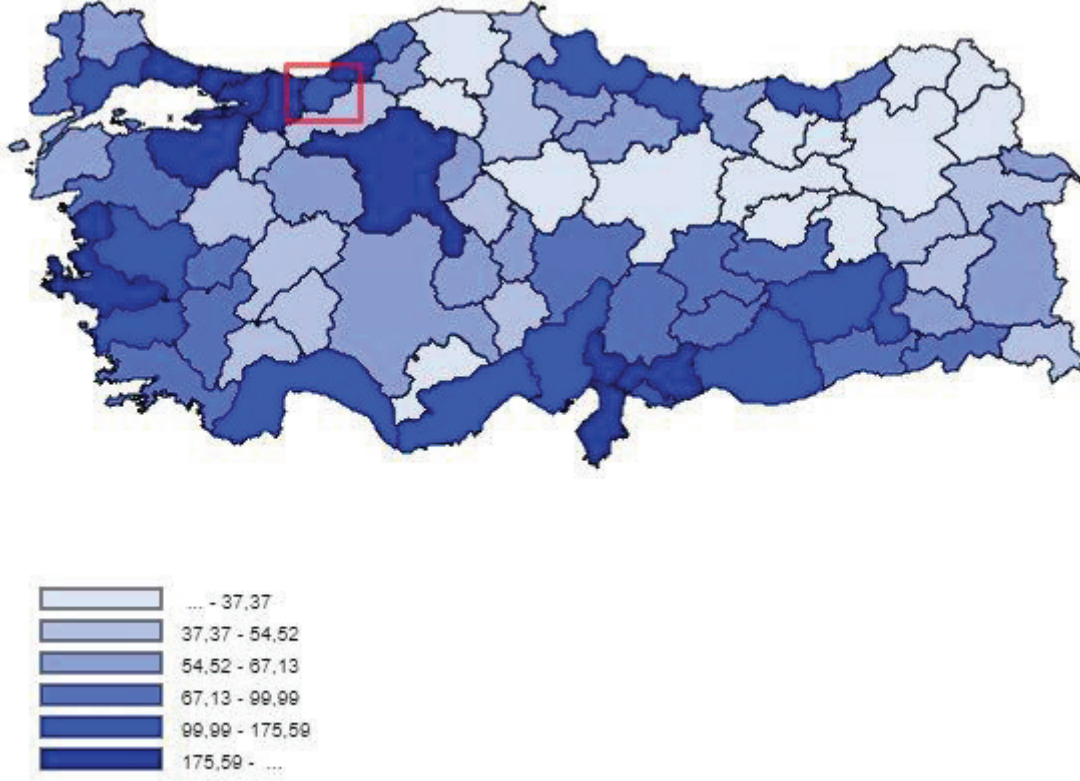 ... - 37,37
37,37 - 54,52
54,52 - 67,13
67,13 - 99,99
99,99 - 175,59
175,59 - ...